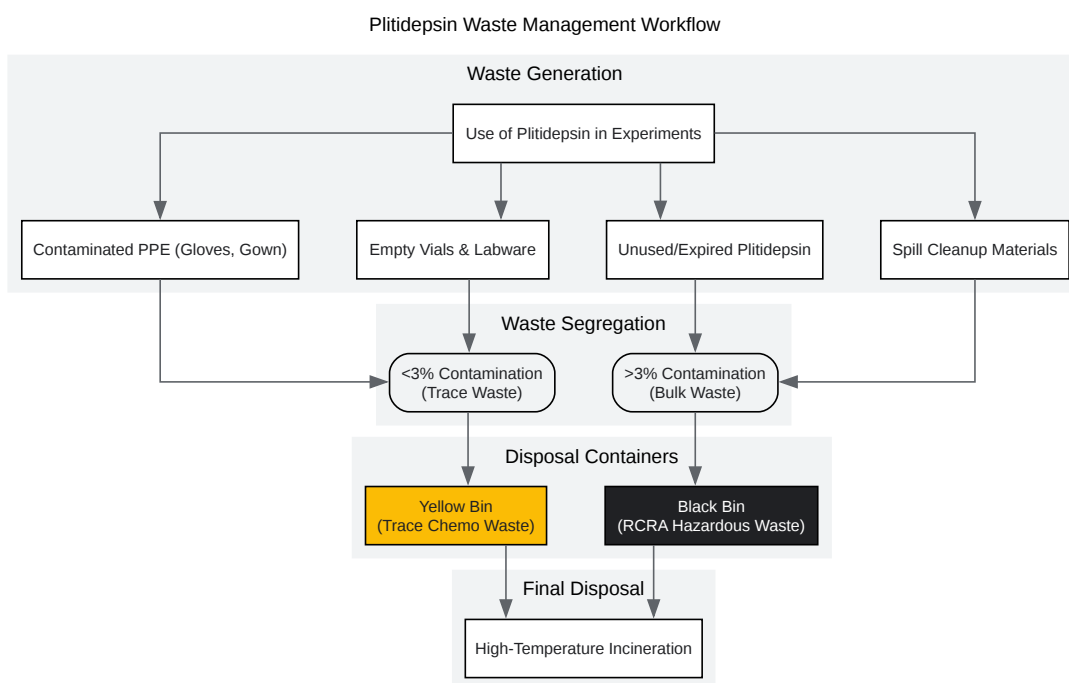 Plitidepsin Waste Management Workflow
Waste Generation
Use of Plitidepsin in Experiments
Contaminated PPE (Gloves, Gown)
Empty Vials & Labware
Unused/Expired Plitidepsin
Spill Cleanup Materials
Waste Segregation
<3% Contamination
(Trace Waste)
>3% Contamination
(Bulk Waste)
Disposal Containers
Yellow Bin
(Trace Chemo Waste)
Black Bin
(RCRA Hazardous Waste)
Final Disposal
High-Temperature Incineration